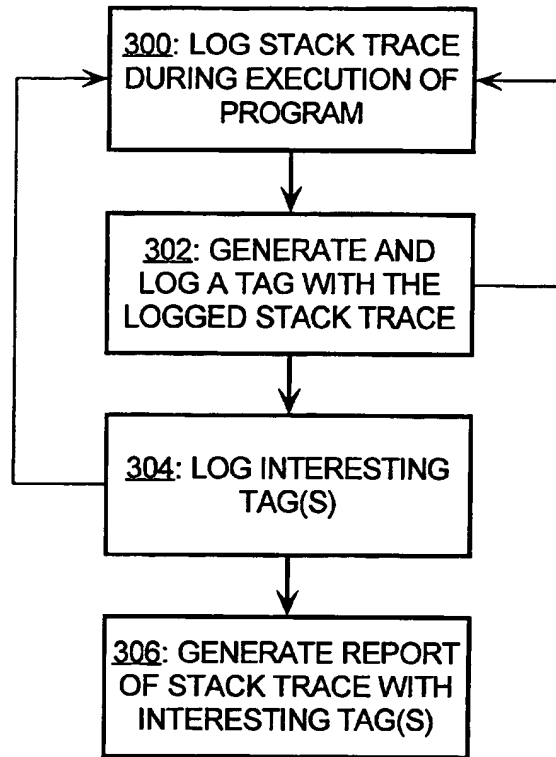 300: LOG STACK TRACE
DURING EXECUTION OF
PROGRAM
302: GENERATE AND
LOG A TAG WITH THE
LOGGED STACK TRACE
304: LOG INTERESTING
TAG(S)
306: GENERATE REPORT
OF STACK TRACE WITH
INTERESTING TAG(S)